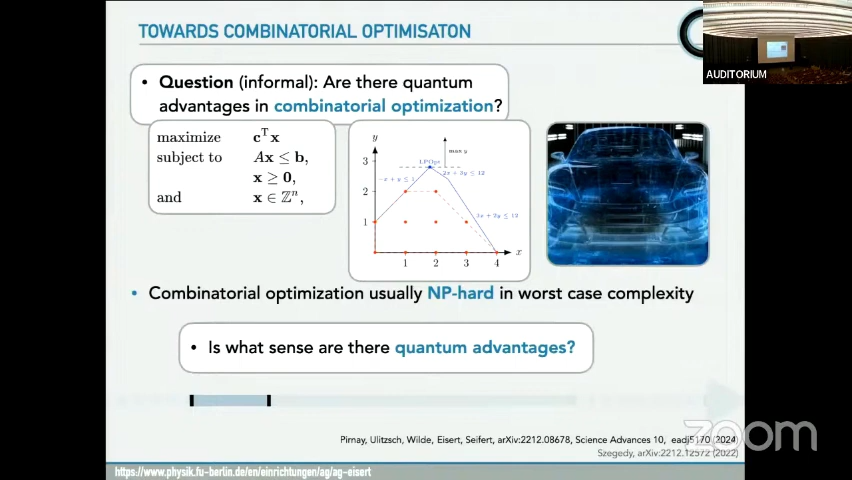 TOWARDS COMBINATORIAL OPTIMISATON
AUDITORIUM
• Question (informal): Are there quantum
advantages in combinatorial optimization?
maximize cᵀx
subject to Ax ≤ b,
x ≥ 0,
and x ∈ ℤⁿ,
y
3
2
1
1 2 3 4
x
LPOpt
max y
−x + y ≤ 1
2x + 3y ≤ 12
3x + 2y ≤ 12
• Combinatorial optimization usually NP-hard in worst case complexity
• Is what sense are there quantum advantages?
Pirnay, Ulitzsch, Wilde, Eisert, Seifert, arXiv:2212.08678, Science Advances 10, eadj5170 (2024)
Szegedy, arXiv:2212.12572 (2022)
zoom
https://www.physik.fu-berlin.de/en/einrichtungen/ag/ag-eisert